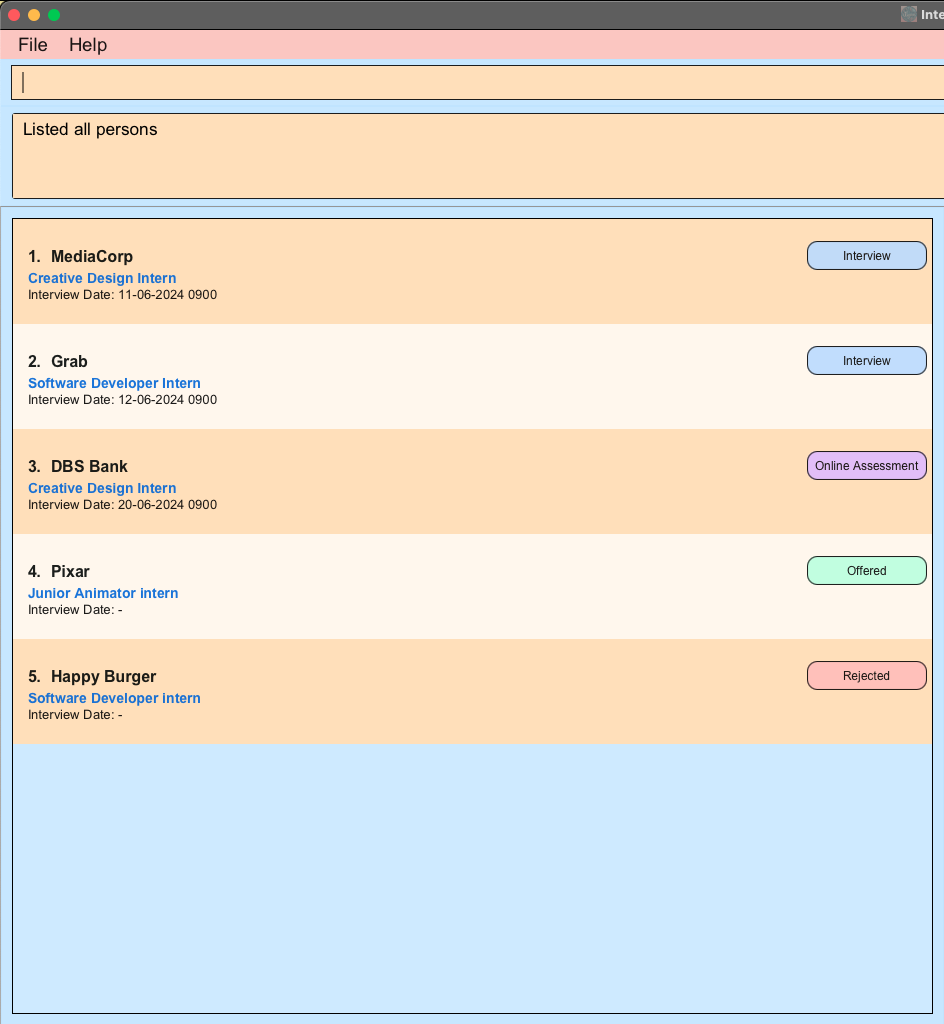 Inte
File Help
Listed all persons
1. MediaCorp
Interview
Creative Design Intern
Interview Date: 11-06-2024 0900
2. Grab
Interview
Software Developer Intern
Interview Date: 12-06-2024 0900
3. DBS Bank
Online Assessment
Creative Design Intern
Interview Date: 20-06-2024 0900
4. Pixar
Offered
Junior Animator intern
Interview Date: -
5. Happy Burger
Rejected
Software Developer intern
Interview Date: -